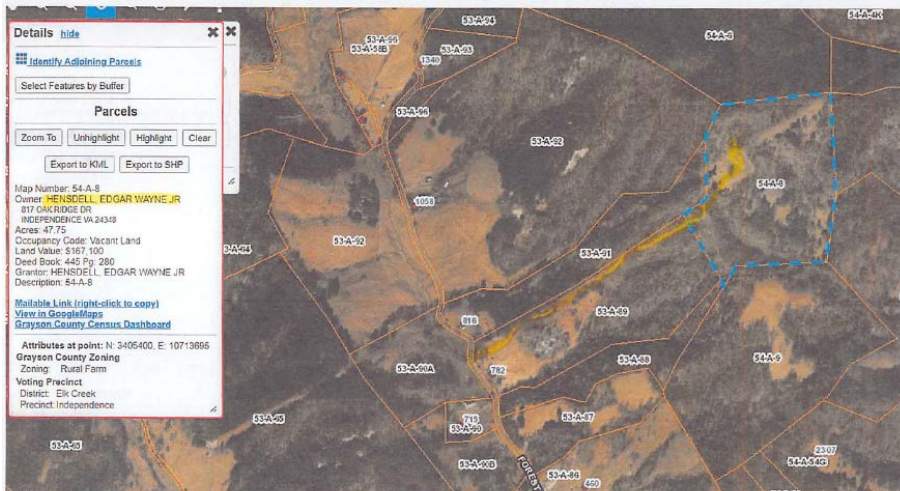 Details hide
Identify Adjoining Parcels
Select Features by Buffer
Parcels
Zoom To Unhighlight Highlight Clear
Export to KML Export to SHP
Map Number: 54-A-8
Owner: HENSDELL, EDGAR WAYNE JR
817 OAK RIDGE DR
INDEPENDENCE VA 24348
Acres: 47.75
Occupancy Code: Vacant Land
Land Value: $167,100
Deed Book: 445 Pg: 280
Grantor: HENSDELL, EDGAR WAYNE JR
Description: 54-A-8
Mailable Link (right-click to copy)
View in GoogleMaps
Grayson County Census Dashboard
Attributes at point: N: 3405400, E: 10713695
Grayson County Zoning
Zoning: Rural Farm
Voting Precinct
District: Elk Creek
Precinct: Independence
53-A-94
54-A-4K
53-A-93
54-A-6
53-A-58B
1340
53-A-96
53-A-92
54-A-8
1058
53-A-92
53-A-91
816
53-A-89
782
53-A-88
53-A-90A
54-A-9
715
53-A-87
53-A-90
53-A-85
53-A-85
2307
54-A-54G
53-A-90B
FOREST
53-A-86
460